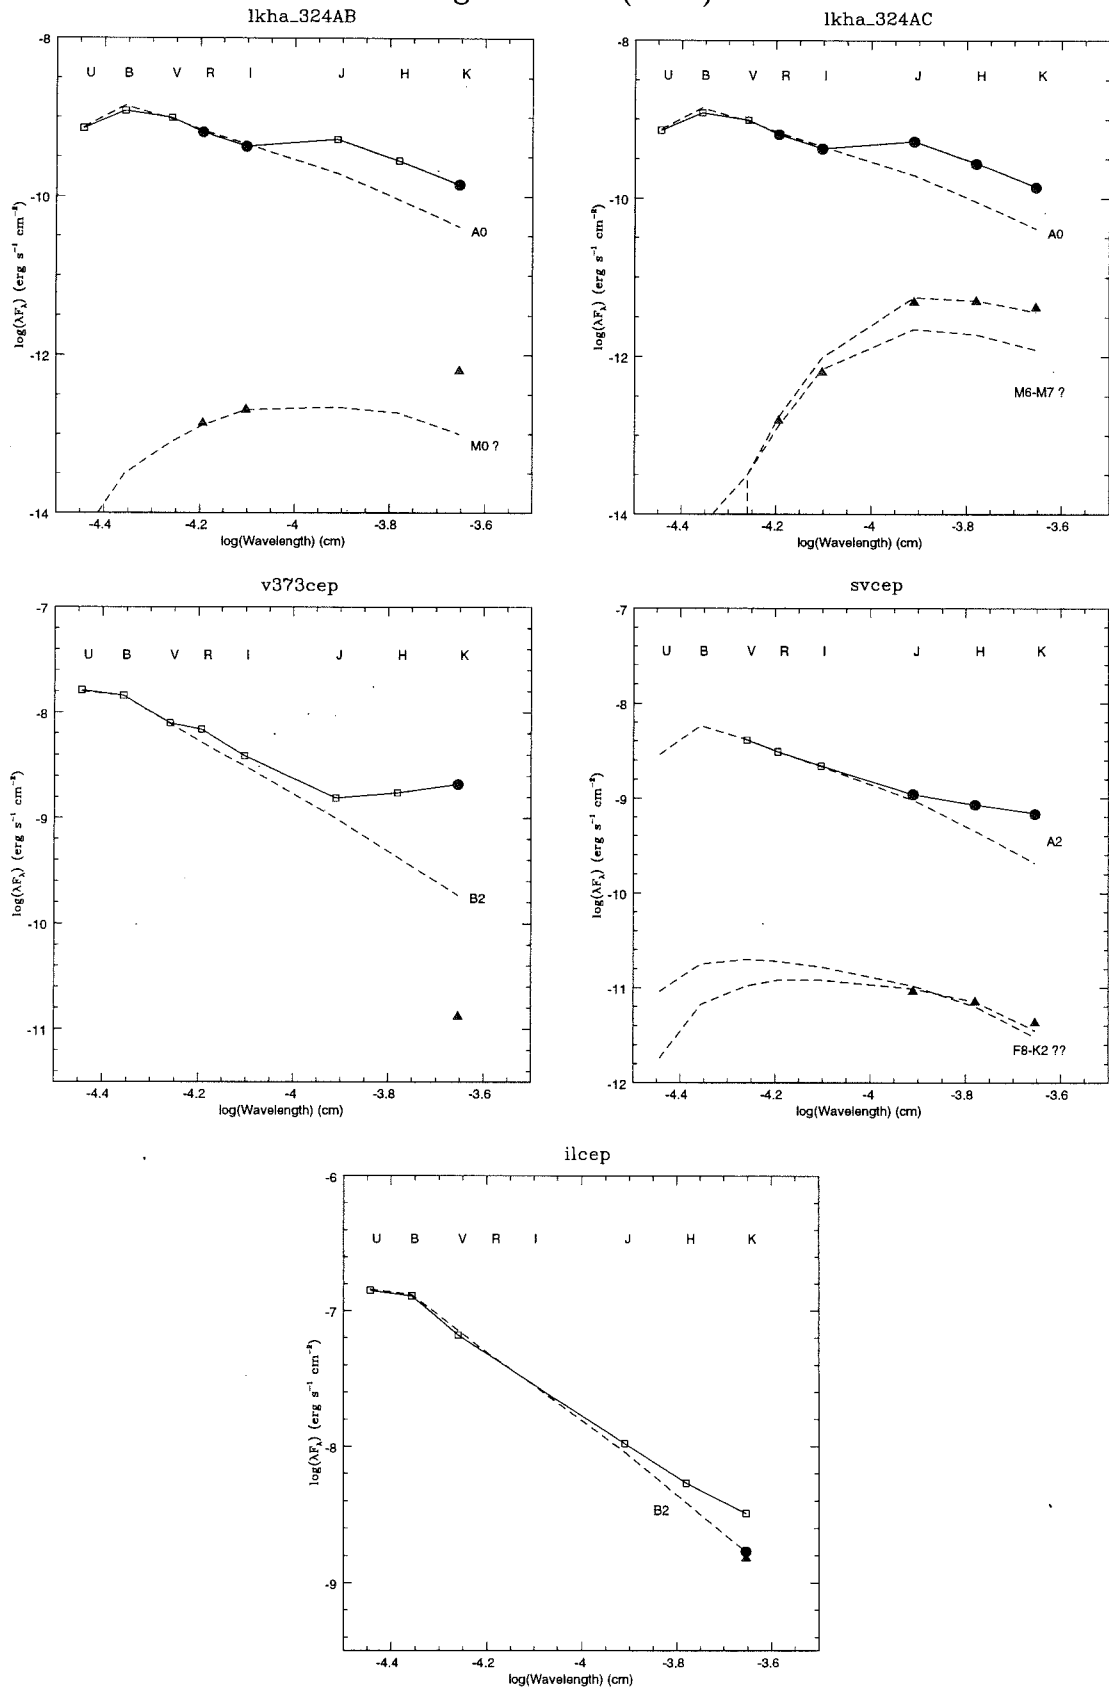 lkha_324AB
-8
U B V R I J H K
log(λFλ) (erg s⁻¹ cm⁻²)
-10
A0
-12
M0 ?
-14
-4.4 -4.2 -4 -3.8 -3.6
log(Wavelength) (cm)
lkha_324AC
-8
U B V R I J H K
log(λFλ) (erg s⁻¹ cm⁻²)
-10
A0
-12
M6-M7 ?
-14
-4.4 -4.2 -4 -3.8 -3.6
log(Wavelength) (cm)
v373cep
-7
U B V R I J H K
-8
log(λFλ) (erg s⁻¹ cm⁻²)
-9
B2
-10
-11
-4.4 -4.2 -4 -3.8 -3.6
log(Wavelength) (cm)
svcep
-7
U B V R I J H K
-8
log(λFλ) (erg s⁻¹ cm⁻²)
-9
A2
-10
-11
F8-K2 ??
-12
-4.4 -4.2 -4 -3.8 -3.6
log(Wavelength) (cm)
ilcep
-6
U B V R I J H K
-7
log(λFλ) (erg s⁻¹ cm⁻²)
-8
B2
-9
-4.4 -4.2 -4 -3.8 -3.6
log(Wavelength) (cm)